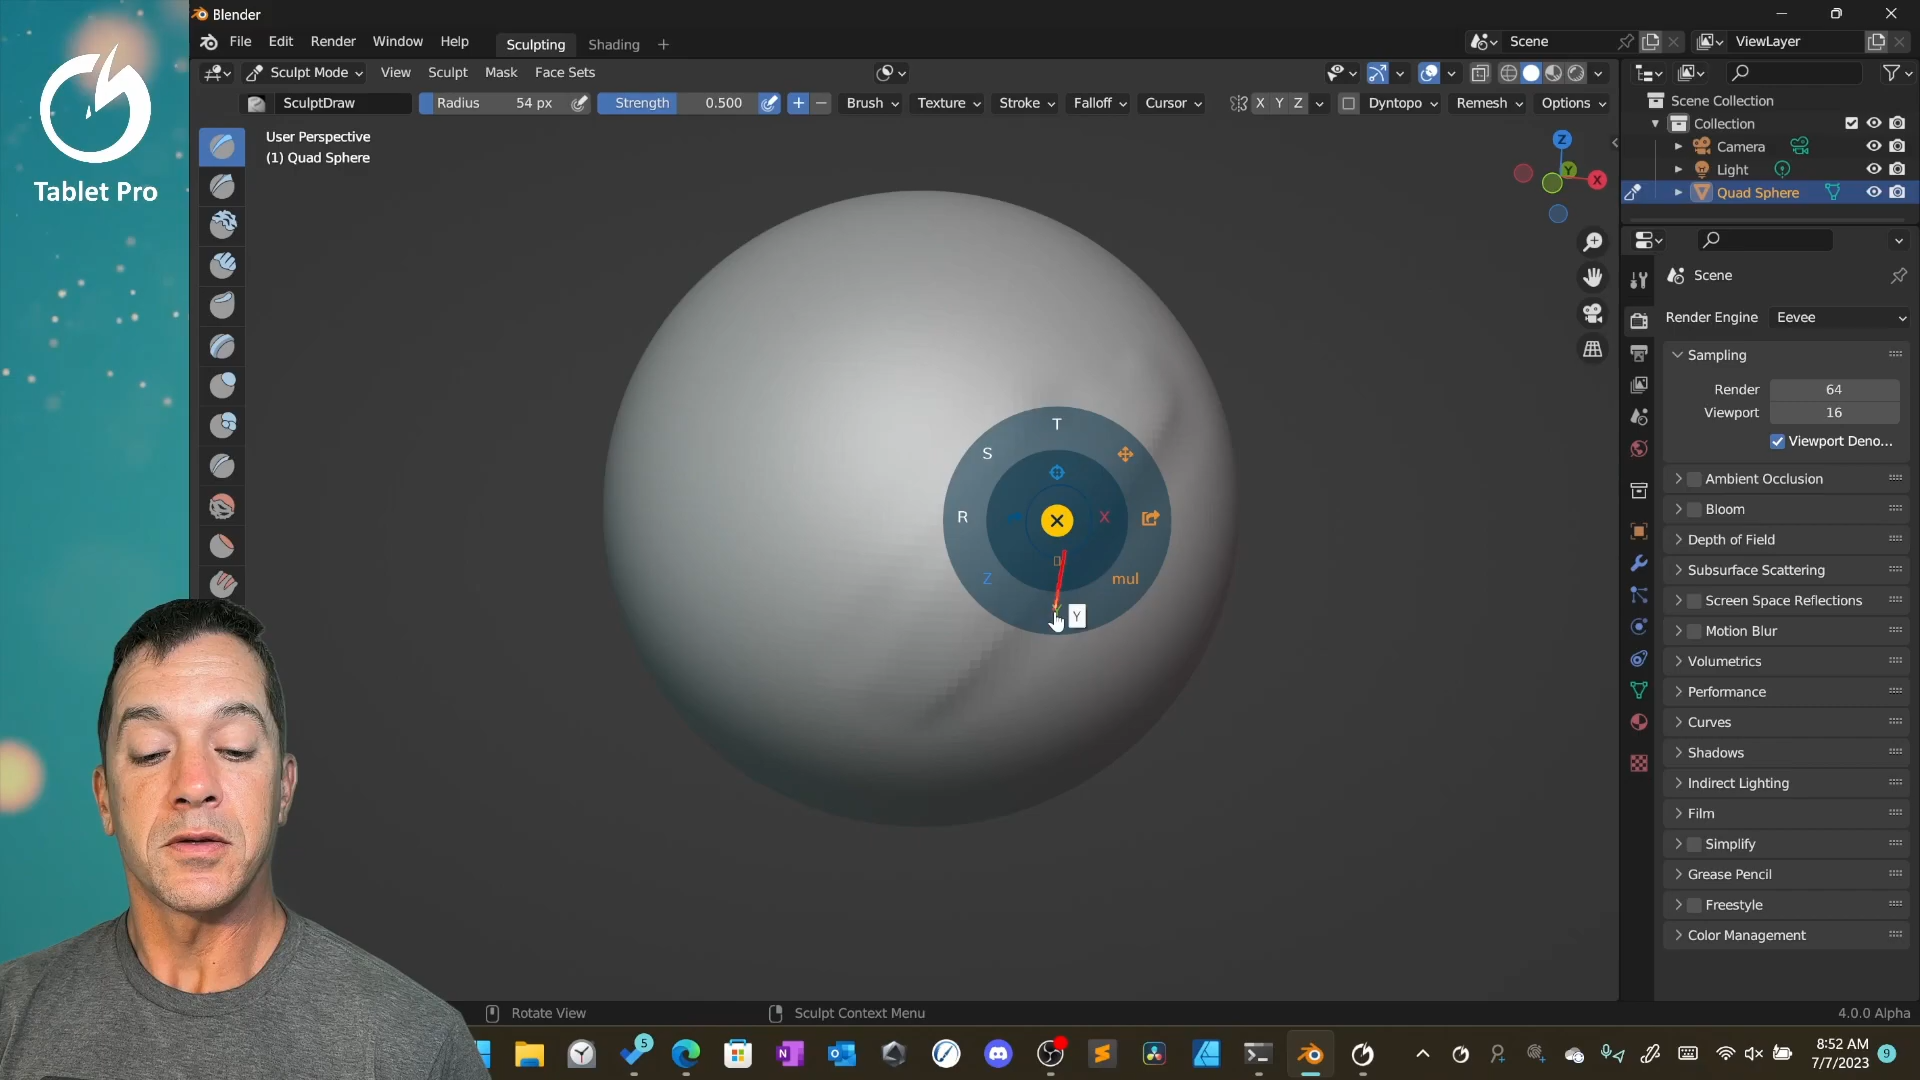 Blender
File Edit Render Window Help Sculpting Shading + Scene ViewLayer
Sculpt Mode View Sculpt Mask Face Sets
SculptDraw Radius 54 px Strength 0.500 Brush Texture Stroke Falloff Cursor X Y Z Dyntopo Remesh Options
Tablet Pro
User Perspective
(1) Quad Sphere
Z
Y
X
T
S
R
X
Z
mul
Y
Y
Scene Collection
Collection
Camera
Light
Quad Sphere
Scene
Render Engine Eevee
Sampling
Render 64
Viewport 16
Viewport Deno...
Ambient Occlusion
Bloom
Depth of Field
Subsurface Scattering
Screen Space Reflections
Motion Blur
Volumetrics
Performance
Curves
Shadows
Indirect Lighting
Film
Simplify
Grease Pencil
Freestyle
Color Management
Rotate View Sculpt Context Menu 4.0.0 Alpha
5
N
8:52 AM
7/7/2023
9